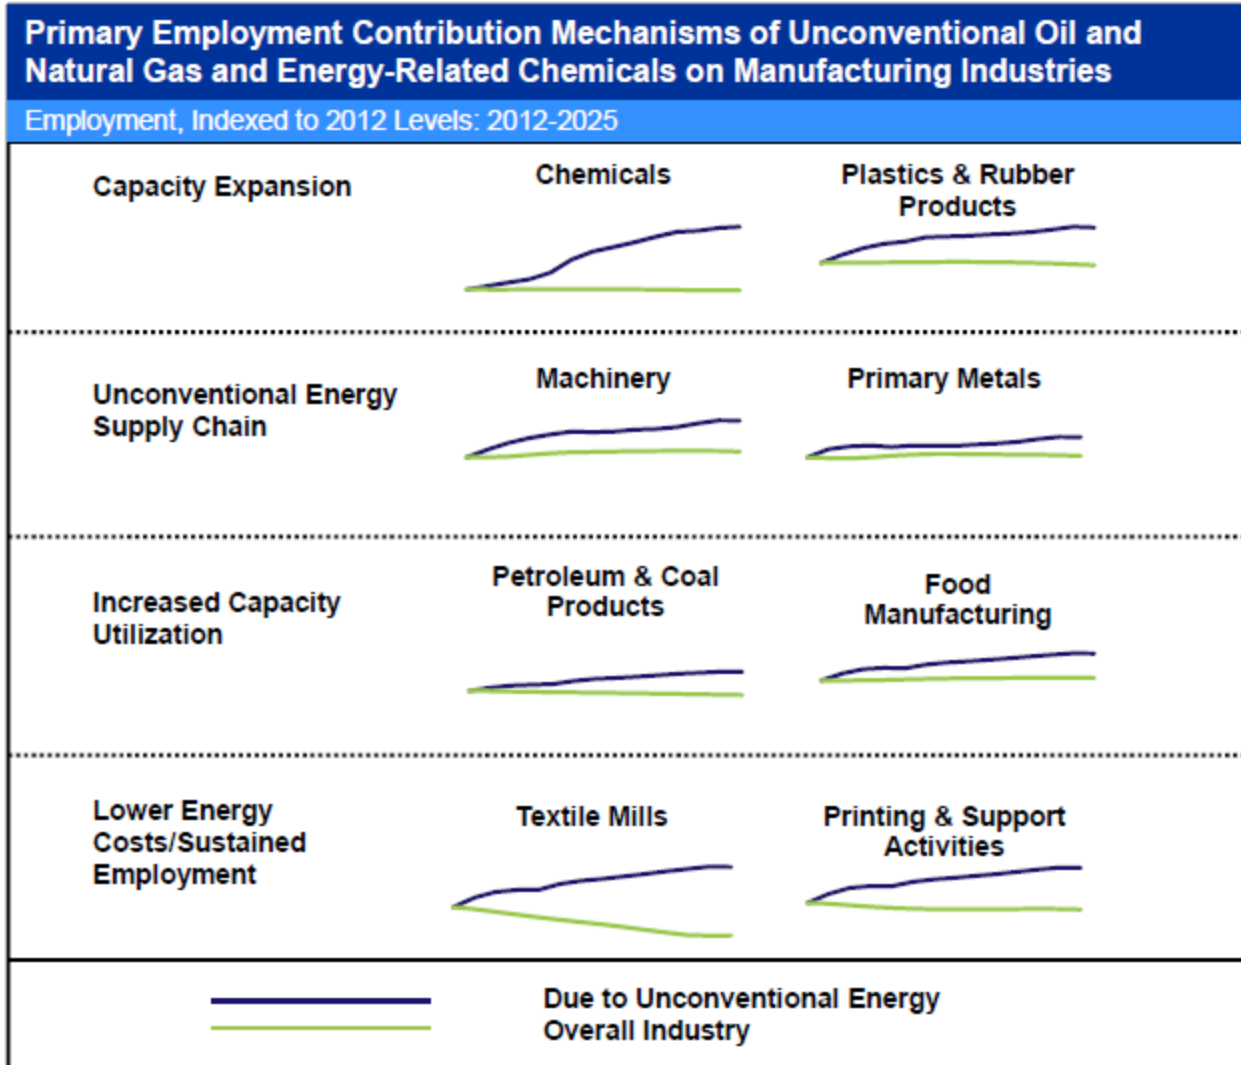 Primary Employment Contribution Mechanisms of Unconventional Oil and
Natural Gas and Energy-Related Chemicals on Manufacturing Industries
Employment, Indexed to 2012 Levels: 2012-2025
Capacity Expansion
Chemicals
Plastics & Rubber
Products
Unconventional Energy
Supply Chain
Machinery
Primary Metals
Increased Capacity
Utilization
Petroleum & Coal
Products
Food
Manufacturing
Lower Energy
Costs/Sustained
Employment
Textile Mills
Printing & Support
Activities
Due to Unconventional Energy
Overall Industry